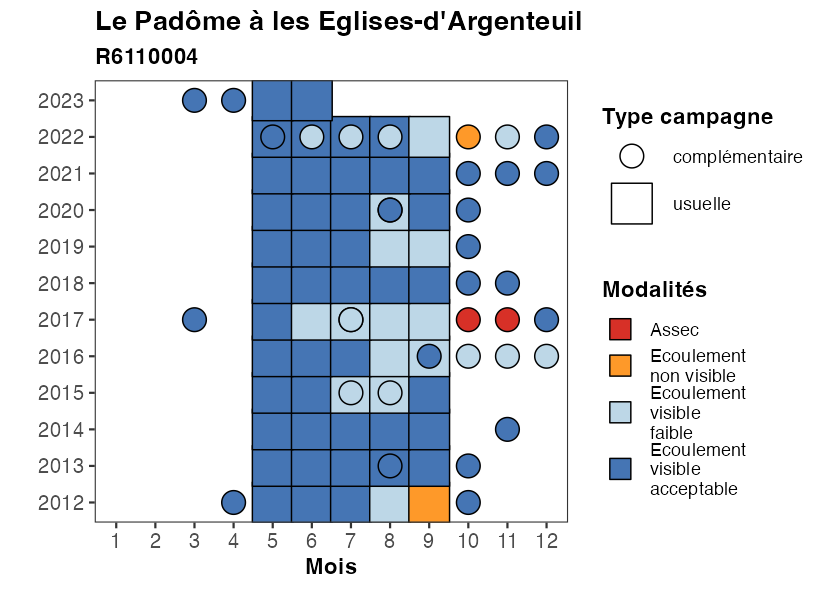 Le Padôme à les Eglises-d'Argenteuil
R6110004
2023
2022
2021
2020
2019
2018
2017
2016
2015
2014
2013
2012
1 2 3 4 5 6 7 8 9 10 11 12
Mois
Type campagne
complémentaire
usuelle
Modalités
Assec
Ecoulement
non visible
Ecoulement
visible
faible
Ecoulement
visible
acceptable